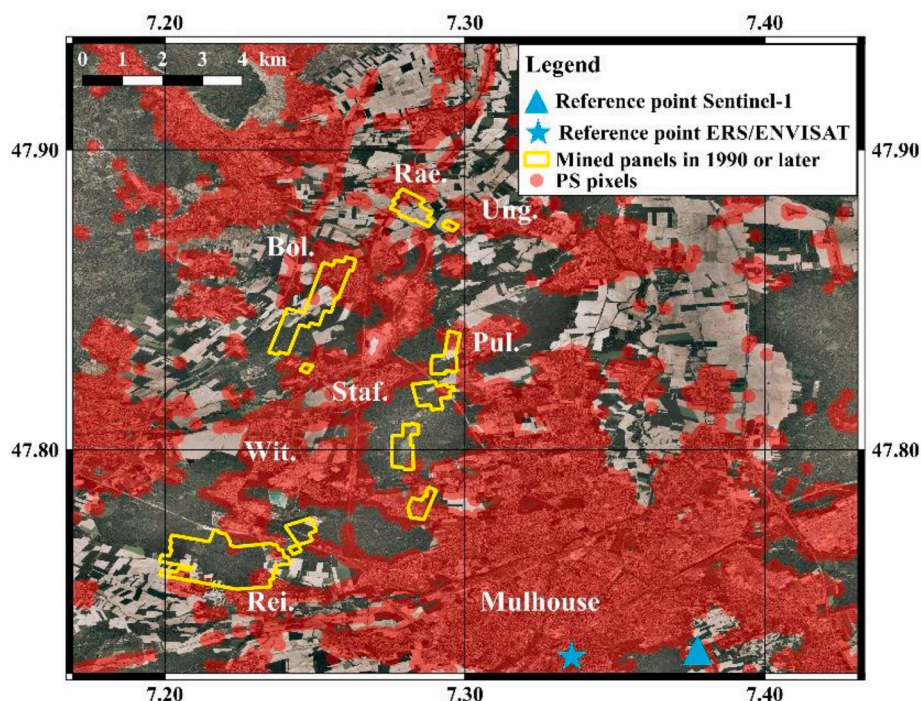 7.20 7.30 7.40
0 1 2 3 4 km
Legend
Reference point Sentinel-1
Reference point ERS/ENVISAT
Mined panels in 1990 or later
PS pixels
47.90 47.90
Rae.
Ung.
Bol.
Pul.
Staf.
Wit.
47.80 47.80
Rei.
Mulhouse
7.20 7.30 7.40